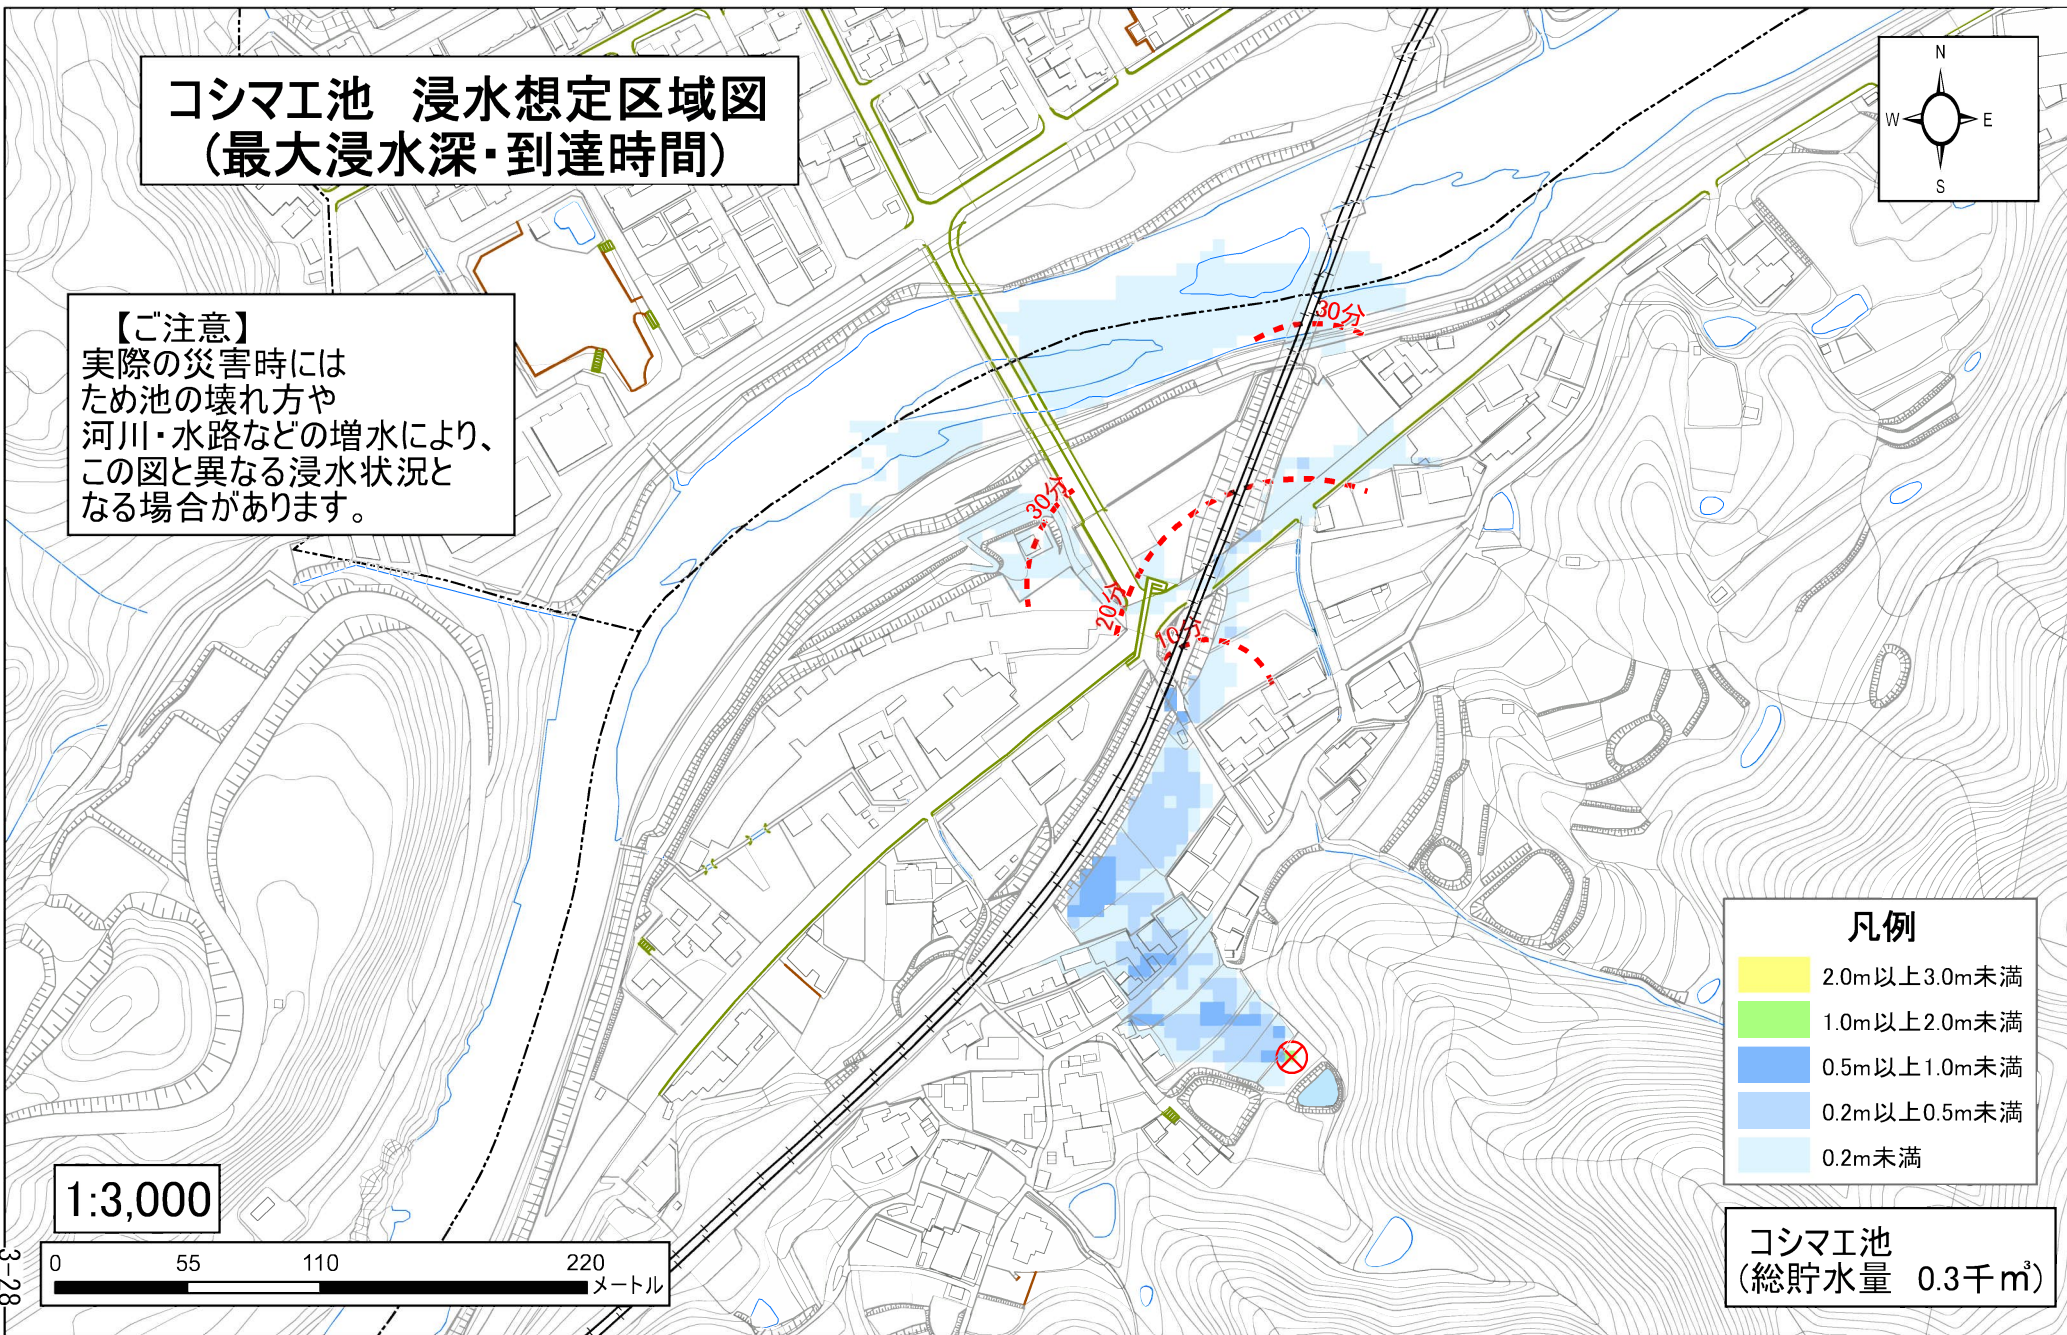 コシマエ池　浸水想定区域図
（最大浸水深・到達時間）
N
W
E
S
【ご注意】
実際の災害時には
ため池の壊れ方や
河川・水路などの増水により、
この図と異なる浸水状況と
なる場合があります。
30分
30分
20分
10分
凡例
2.0m以上3.0m未満
1.0m以上2.0m未満
0.5m以上1.0m未満
0.2m以上0.5m未満
0.2m未満
1:3,000
0 55 110 220
メートル
コシマエ池
（総貯水量　0.3千㎥）
3-28